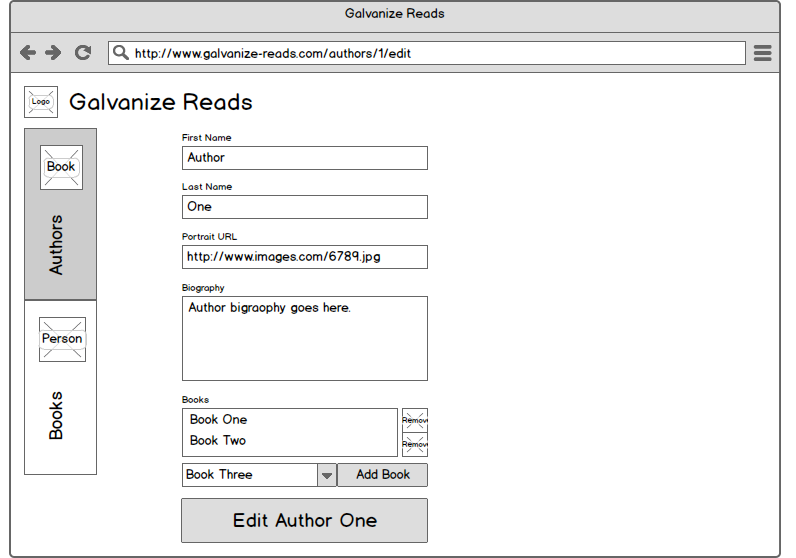 Galvanize Reads
http://www.galvanize-reads.com/authors/1/edit
Logo
Galvanize Reads
Book
Authors
Person
Books
First Name
Author
Last Name
One
Portrait URL
http://www.images.com/6789.jpg
Biography
Author bigraophy goes here.
Books
Book One
Remove
Book Two
Remove
Book Three
Add Book
Edit Author One